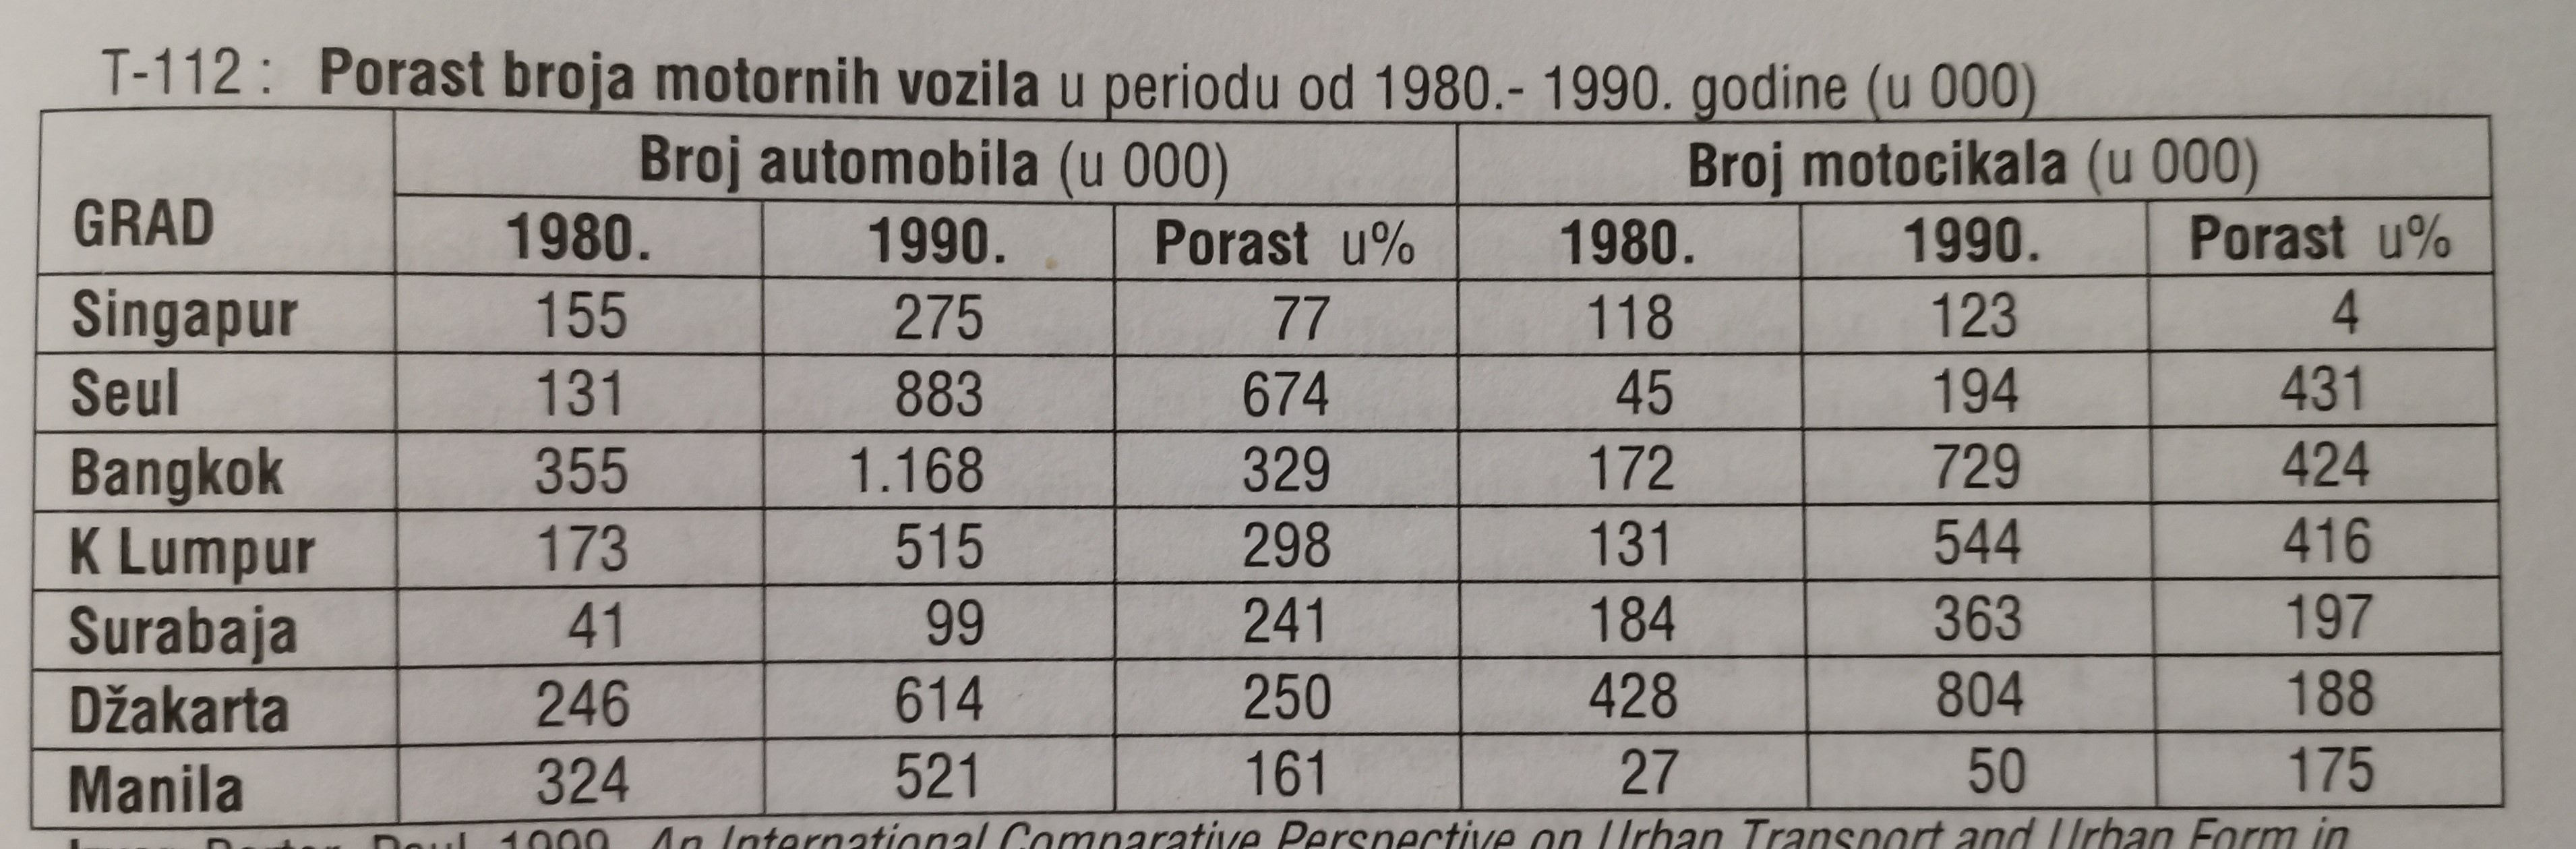 T-112 : Porast broja motornih vozila u periodu od 1980.- 1990. godine (u 000)
GRAD Broj automobila (u 000) Broj motocikala (u 000)
1980. 1990. Porast u% 1980. 1990. Porast u%
Singapur 155 275 77 118 123 4
Seul 131 883 674 45 194 431
Bangkok 355 1.168 329 172 729 424
K Lumpur 173 515 298 131 544 416
Surabaja 41 99 241 184 363 197
Džakarta 246 614 250 428 804 188
Manila 324 521 161 27 50 175
Paul, 1999, An International Comparative Perspective on Urban Transport and Urban Form in